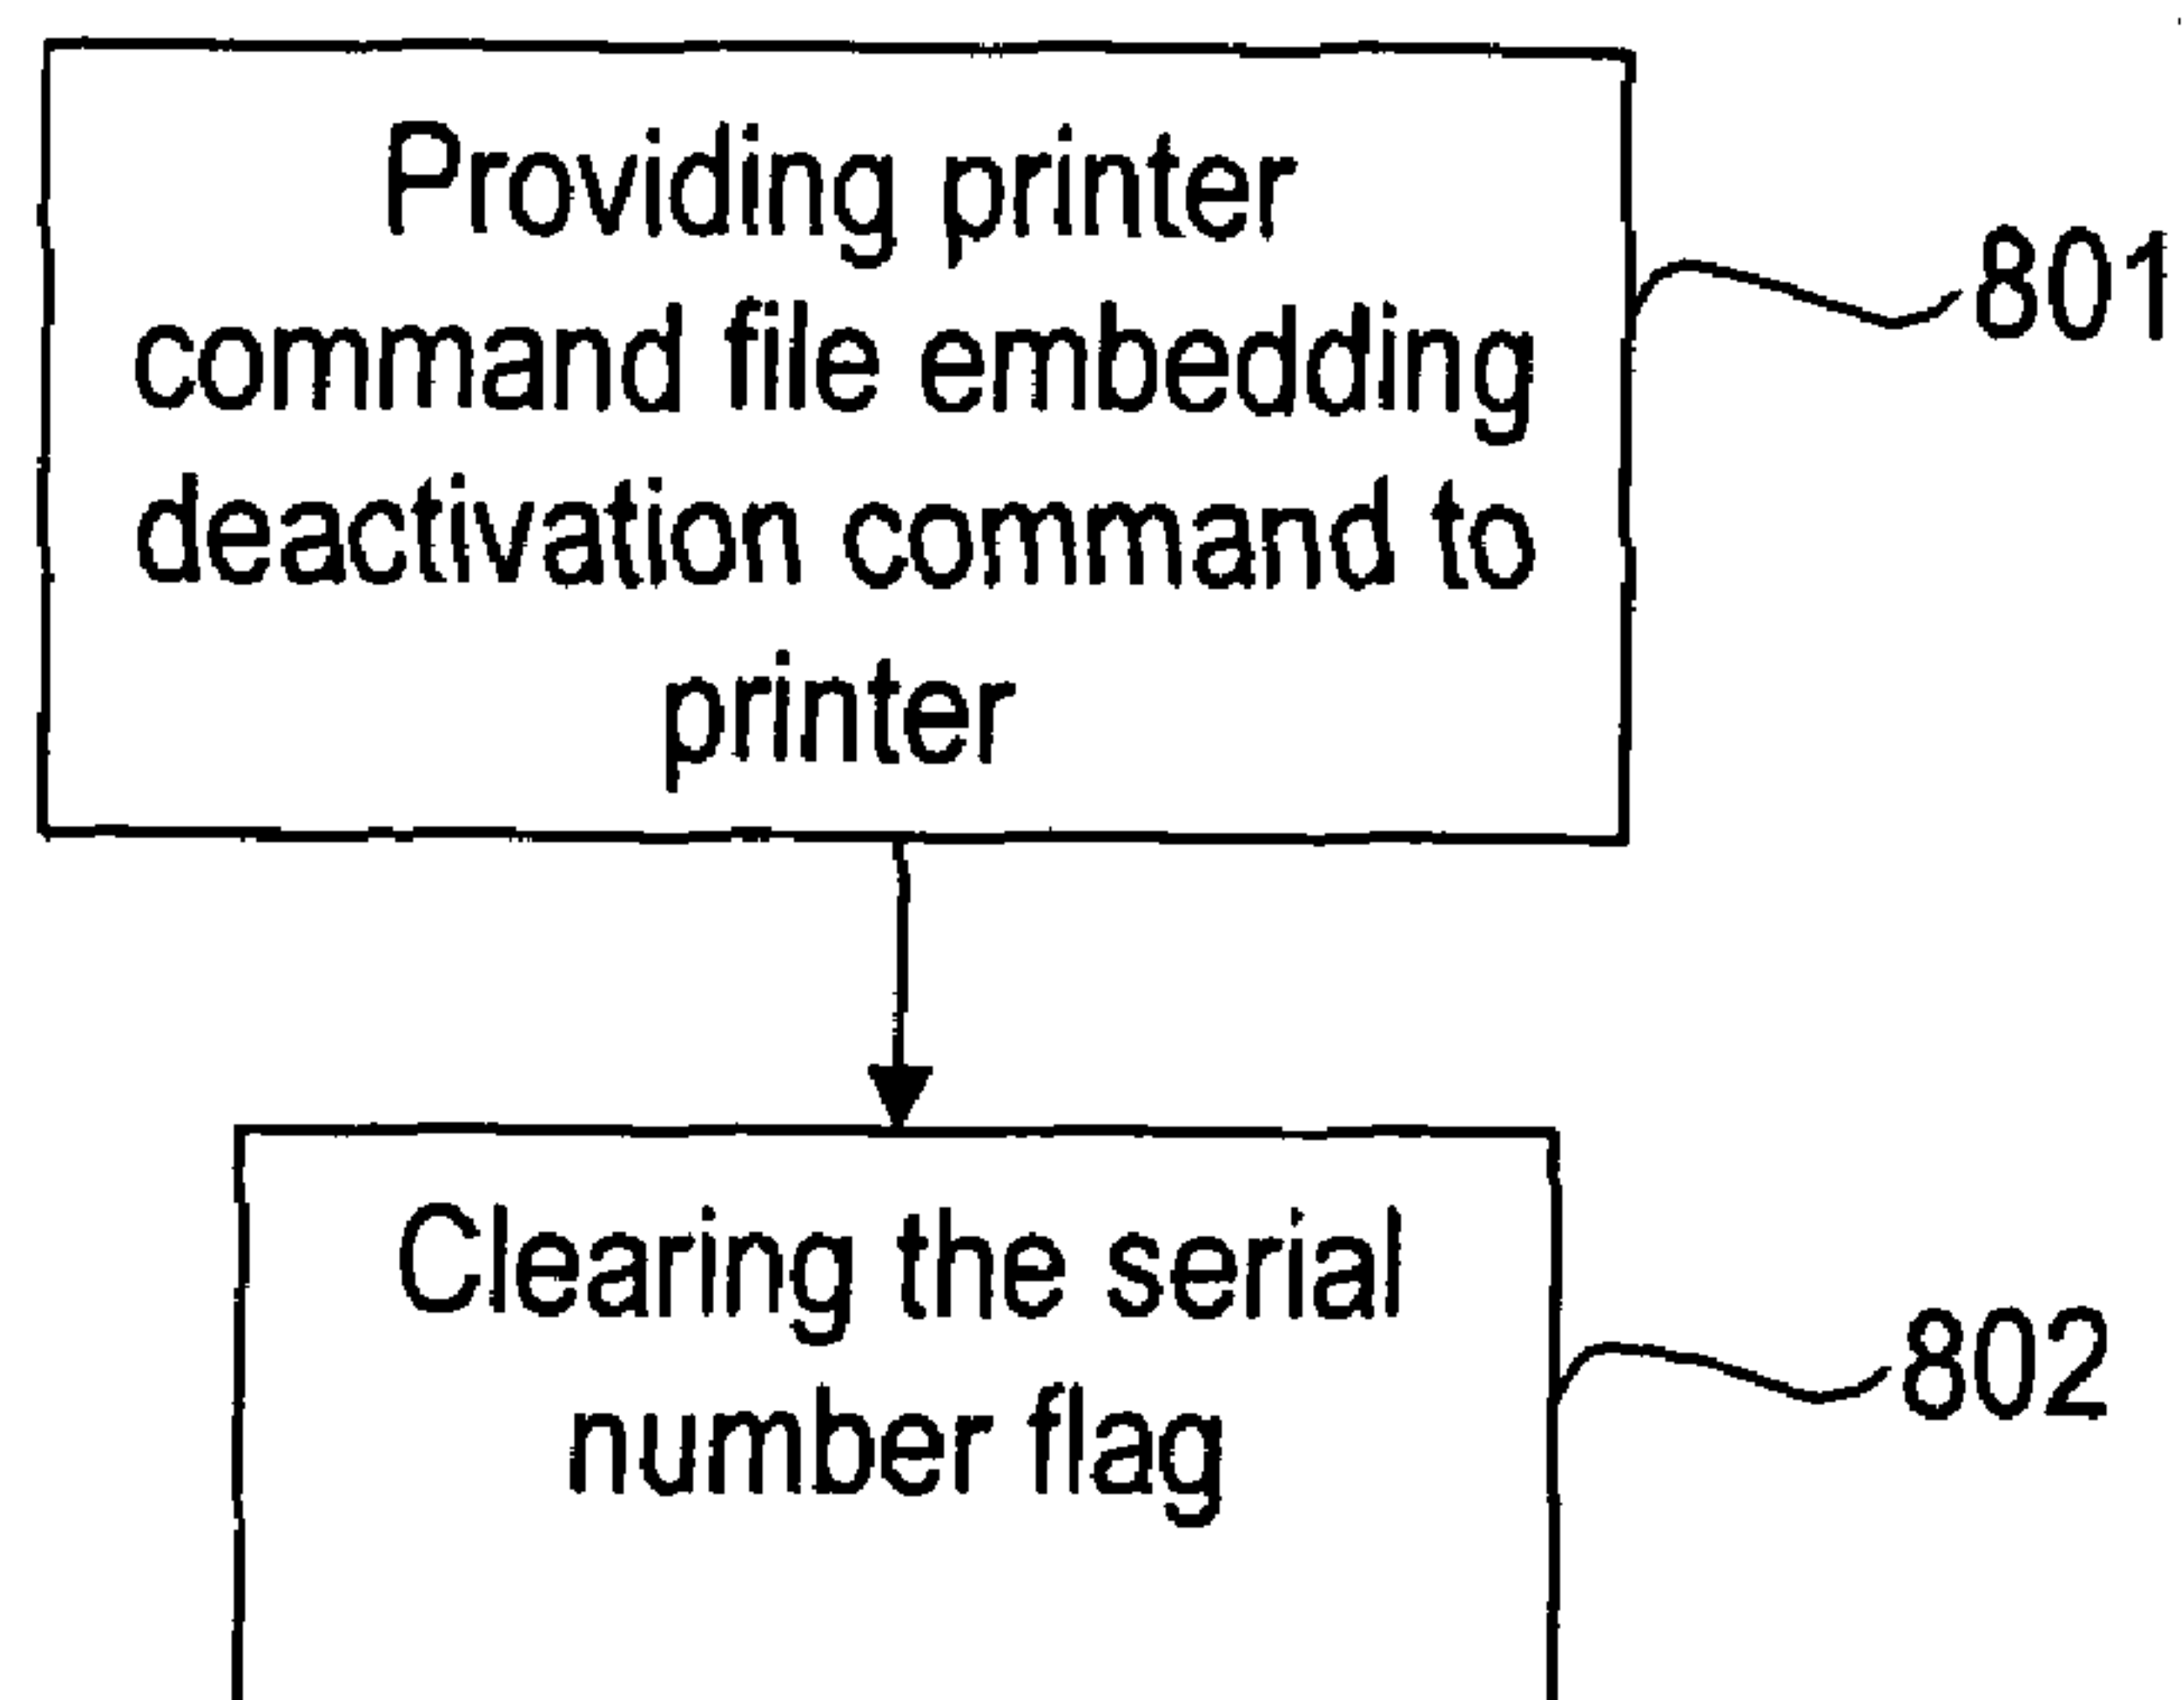 Providing printer
command file embedding
deactivation command to
printer
801
Clearing the serial
number flag
802